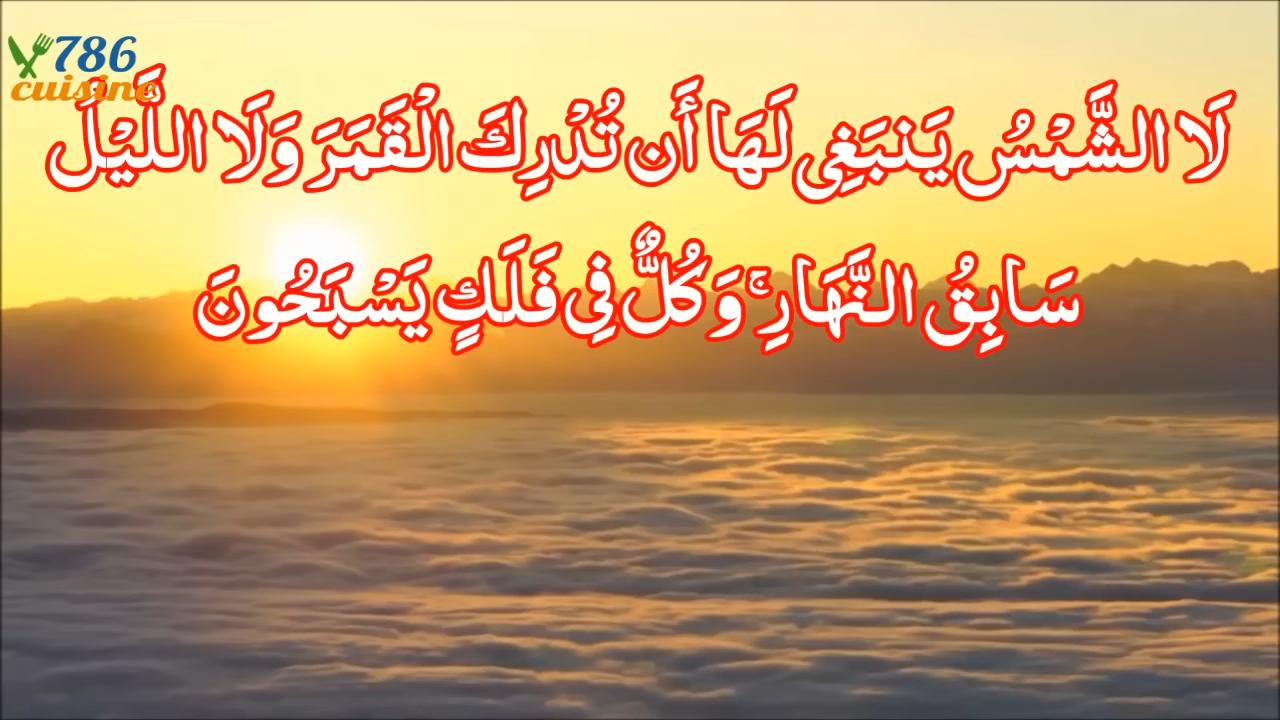 786
cuisine
لَا الشَّمْسُ يَنبَغِي لَهَا أَن تُدْرِكَ الْقَمَرَ وَلَا اللَّيْلُ
سَابِقُ النَّهَارِ ۚ وَكُلٌّ فِي فَلَكٍ يَسْبَحُونَ